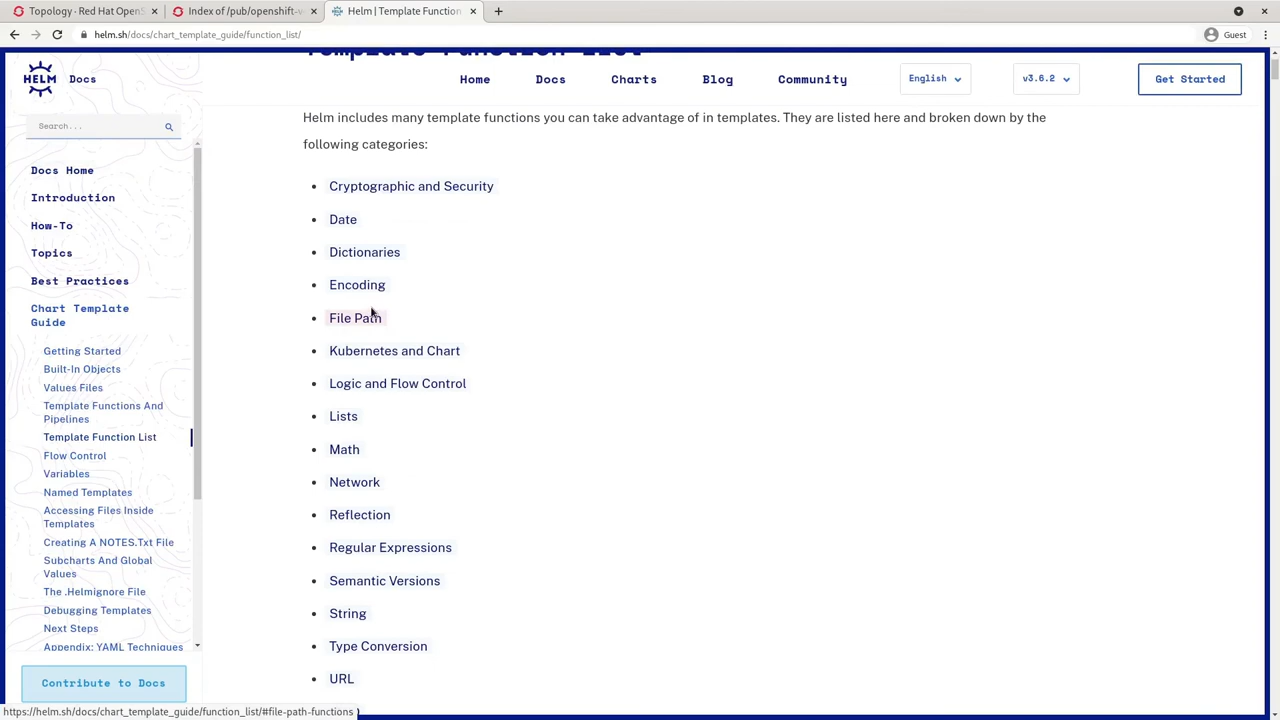 Topology · Red Hat OpenS
Index of /pub/openshift-v
Helm | Template Function
helm.sh/docs/chart_template_guide/function_list/
Guest
Template Function List
HELM Docs
Home
Docs
Charts
Blog
Community
English
v3.6.2
Get Started
Search...
Docs Home
Introduction
How-To
Topics
Best Practices
Chart Template
Guide
Getting Started
Built-In Objects
Values Files
Template Functions And
Pipelines
Template Function List
Flow Control
Variables
Named Templates
Accessing Files Inside
Templates
Creating A NOTES.Txt File
Subcharts And Global
Values
The .Helmignore File
Debugging Templates
Next Steps
Appendix: YAML Techniques
Contribute to Docs
Helm includes many template functions you can take advantage of in templates. They are listed here and broken down by the
following categories:
Cryptographic and Security
Date
Dictionaries
Encoding
File Path
Kubernetes and Chart
Logic and Flow Control
Lists
Math
Network
Reflection
Regular Expressions
Semantic Versions
String
Type Conversion
URL
https://helm.sh/docs/chart_template_guide/function_list/#file-path-functions